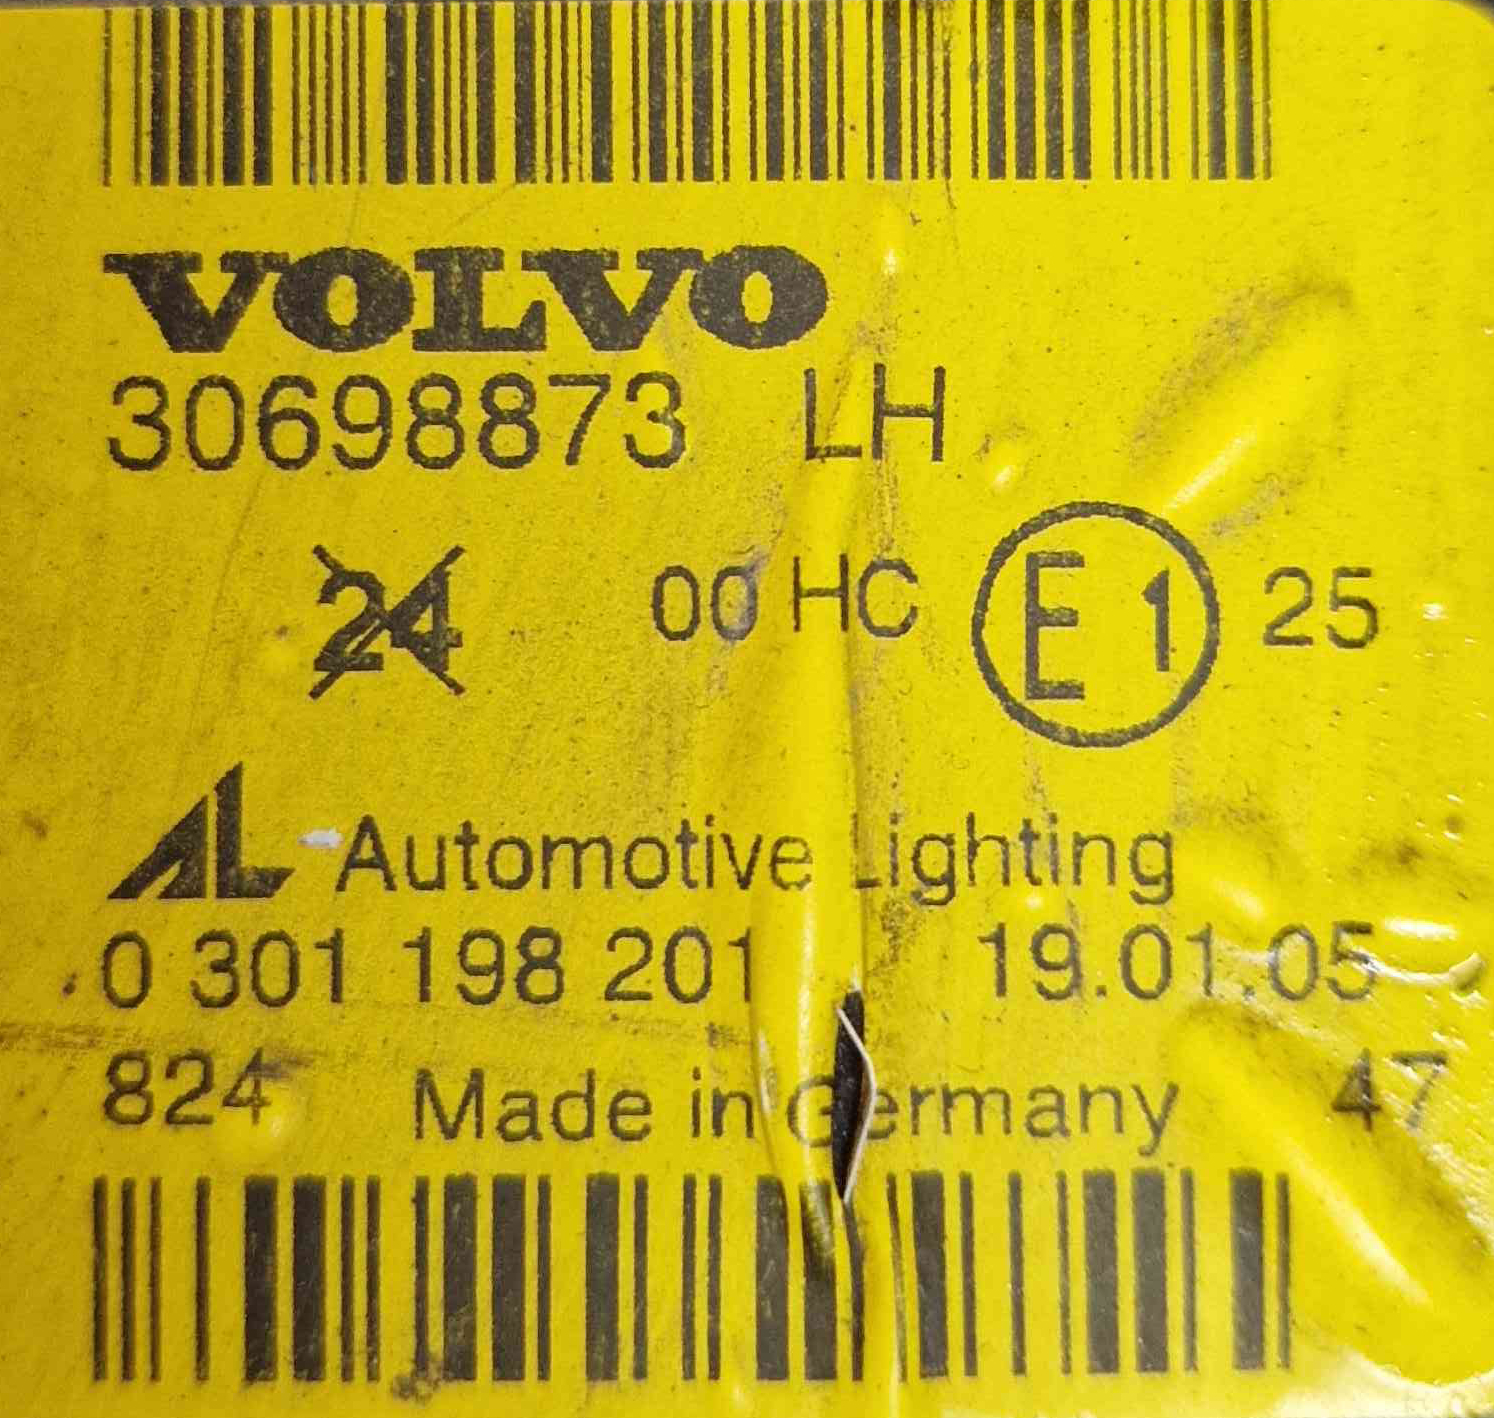 VOLVO
30698873 LH
24 00 HC E1 25
AL Automotive Lighting
0 301 198 201 19.01.05
824 Made in Germany 47